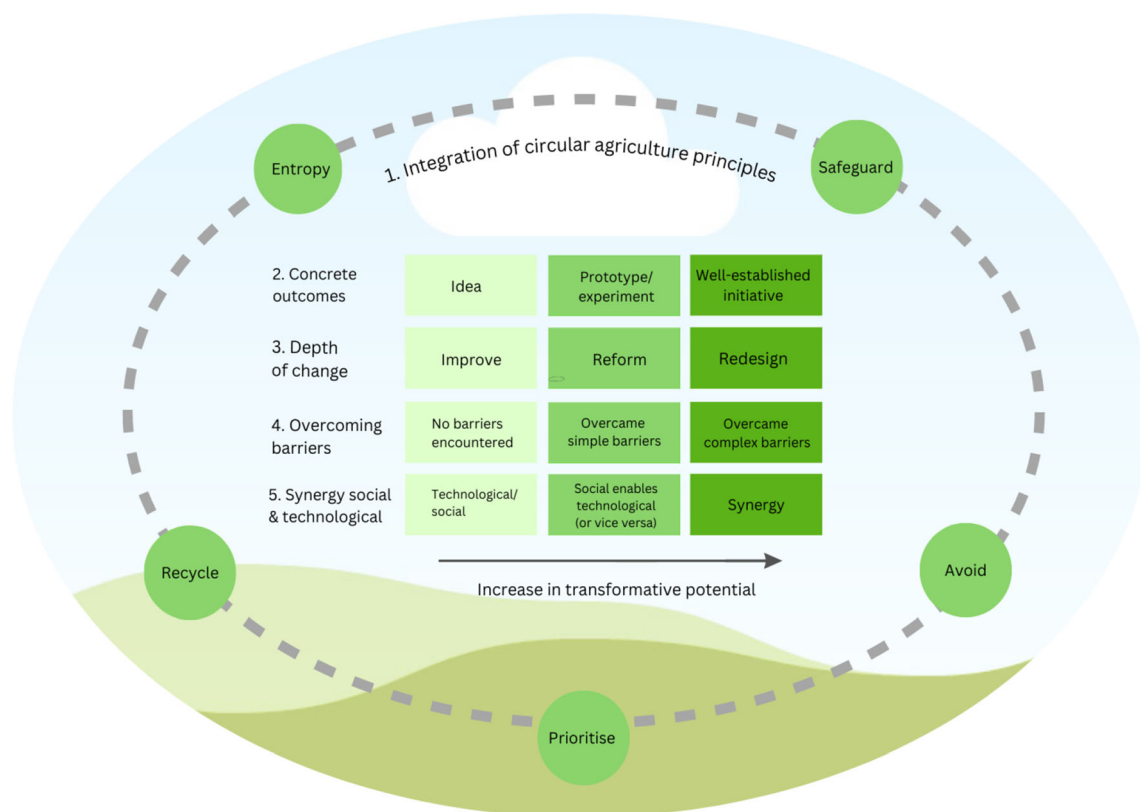 1. Integration of circular agriculture principles
Entropy
Safeguard
2. Concrete
outcomes
Idea
Prototype/
experiment
Well-established
initiative
3. Depth
of change
Improve
Reform
Redesign
4. Overcoming
barriers
No barriers
encountered
Overcame
simple barriers
Overcame
complex barriers
5. Synergy social
& technological
Technological/
social
Social enables
technological
(or vice versa)
Synergy
Increase in transformative potential
Recycle
Avoid
Prioritise